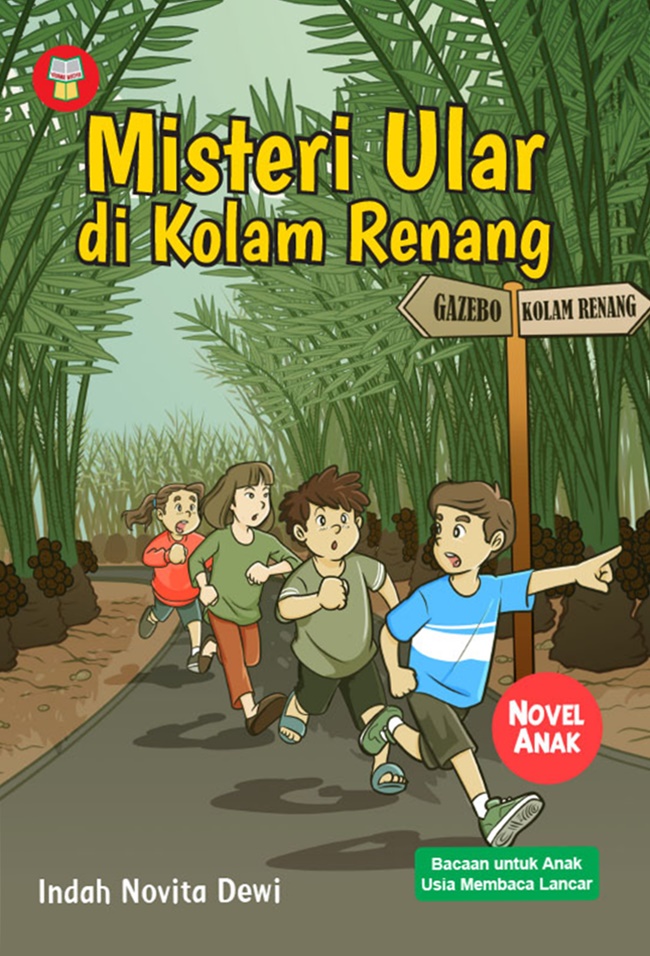 Misteri Ular
di Kolam Renang
GAZEBO
KOLAM RENANG
NOVEL
ANAK
Bacaan untuk Anak
Usia Membaca Lancar
Indah Novita Dewi